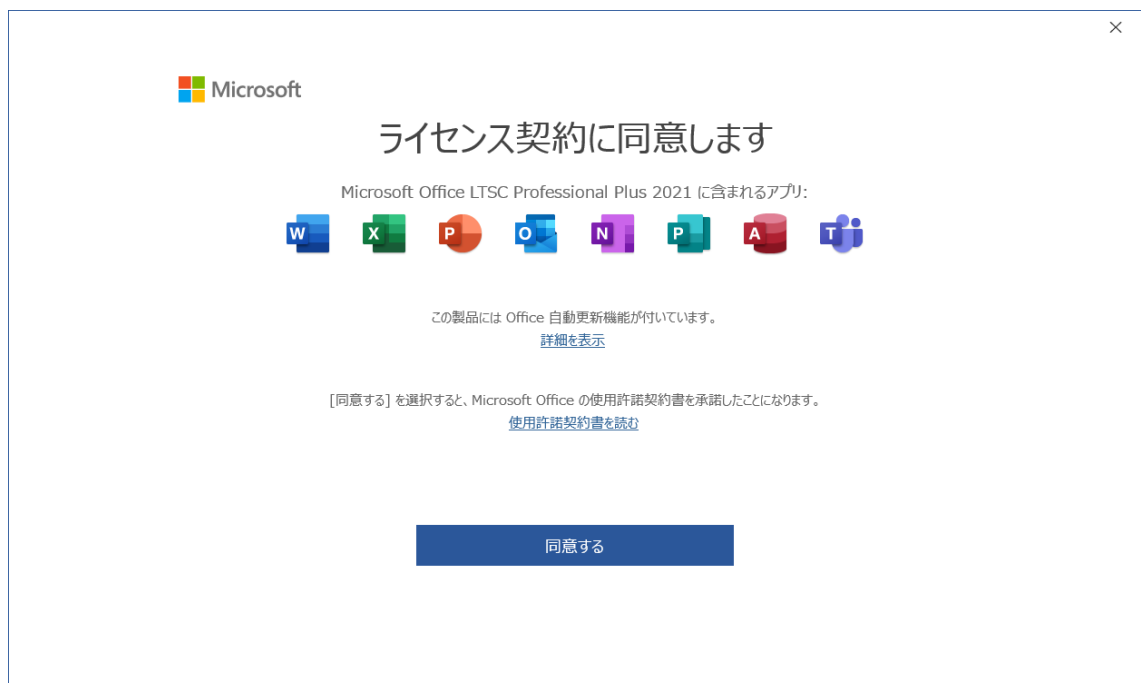 Microsoft
ライセンス契約に同意します
Microsoft Office LTSC Professional Plus 2021 に含まれるアプリ:
W X P O N P A T
この製品には Office 自動更新機能が付いています。
詳細を表示
[同意する] を選択すると、Microsoft Office の使用許諾契約書を承諾したことになります。
使用許諾契約書を読む
同意する